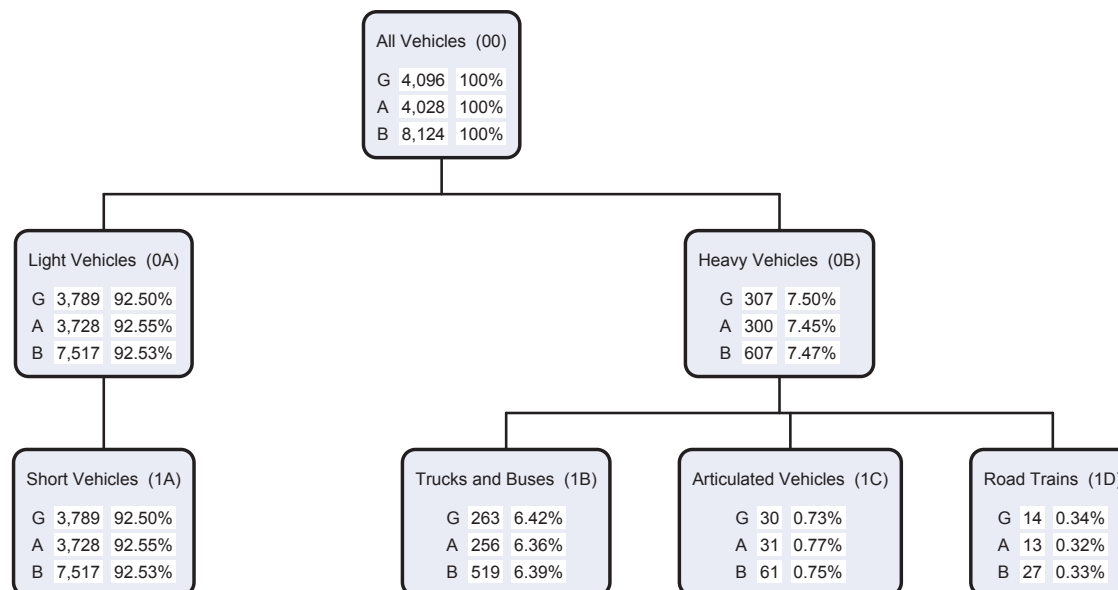 All Vehicles (00)
G 4,096 100%
A 4,028 100%
B 8,124 100%
Light Vehicles (0A)
G 3,789 92.50%
A 3,728 92.55%
B 7,517 92.53%
Heavy Vehicles (0B)
G 307 7.50%
A 300 7.45%
B 607 7.47%
Short Vehicles (1A)
G 3,789 92.50%
A 3,728 92.55%
B 7,517 92.53%
Trucks and Buses (1B)
G 263 6.42%
A 256 6.36%
B 519 6.39%
Articulated Vehicles (1C)
G 30 0.73%
A 31 0.77%
B 61 0.75%
Road Trains (1D)
G 14 0.34%
A 13 0.32%
B 27 0.33%